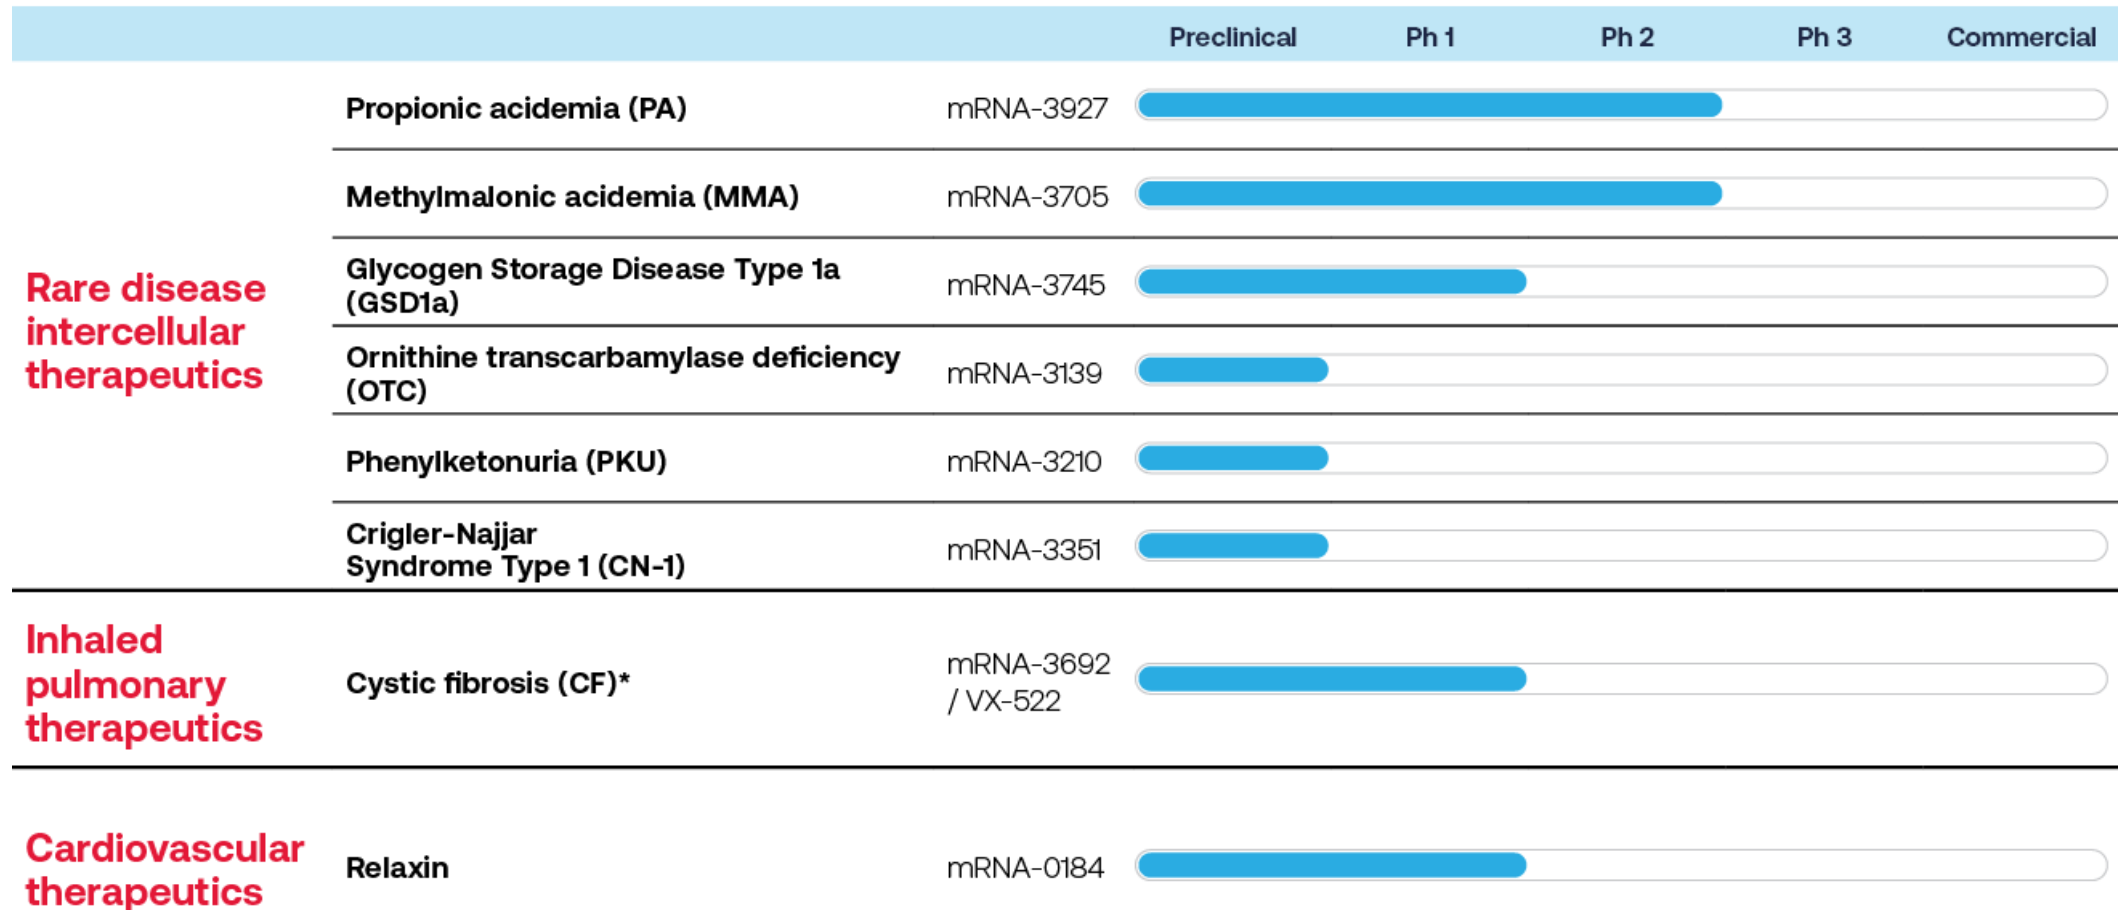 Preclinical Ph 1 Ph 2 Ph 3 Commercial
Rare disease
intercellular
therapeutics
Propionic acidemia (PA) mRNA-3927
Methylmalonic acidemia (MMA) mRNA-3705
Glycogen Storage Disease Type 1a
(GSD1a)
mRNA-3745
Ornithine transcarbamylase deficiency
(OTC)
mRNA-3139
Phenylketonuria (PKU) mRNA-3210
Crigler-Najjar
Syndrome Type 1 (CN-1)
mRNA-3351
Inhaled
pulmonary
therapeutics
Cystic fibrosis (CF)*
mRNA-3692
/ VX-522
Cardiovascular
therapeutics
Relaxin mRNA-0184